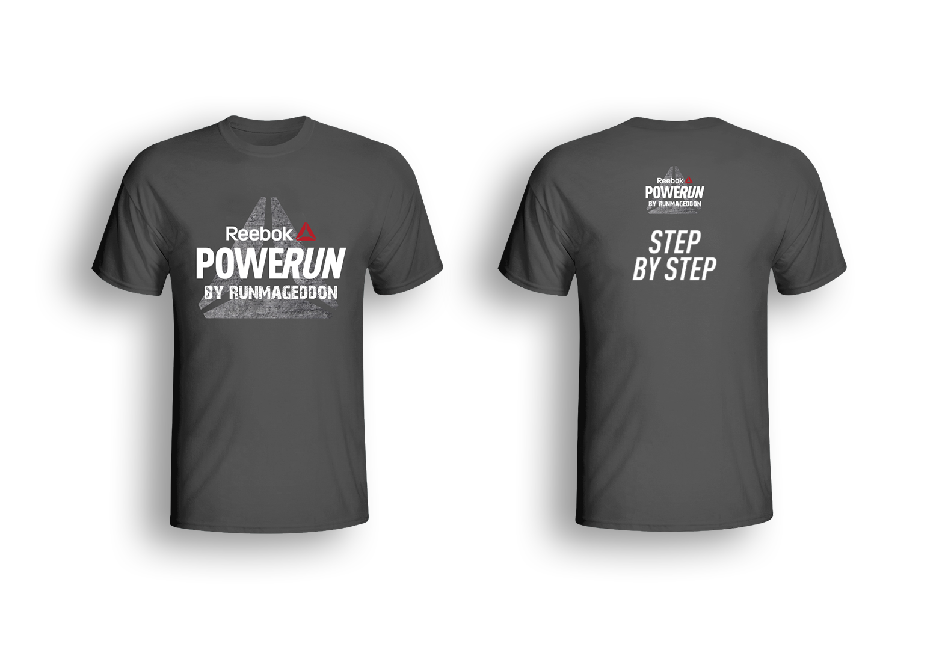 Reebok
POWERUN
BY RUNMAGEDDON
Reebok
POWERUN
BY RUNMAGEDDON
STEP
BY STEP